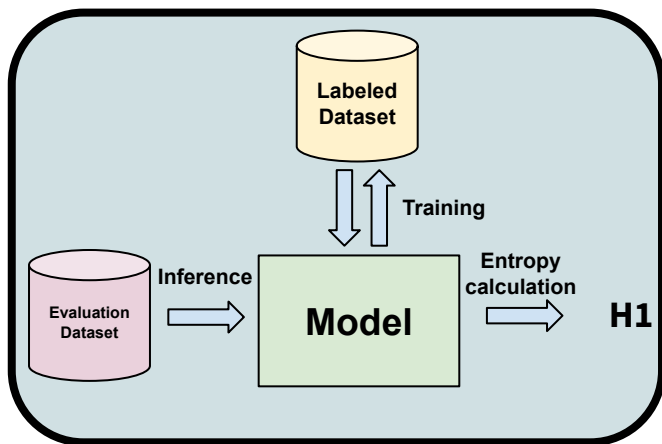 Labeled
Dataset
Training
Inference
Evaluation
Dataset
Model
Entropy
calculation
H1